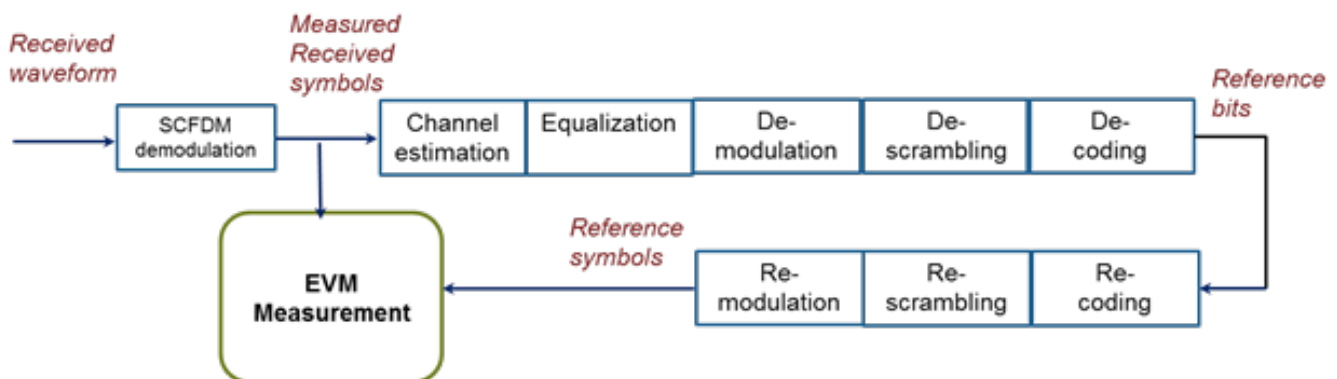 Received
waveform
Measured
Received
symbols
SCFDM
demodulation
Channel
estimation
Equalization
De-
modulation
De-
scrambling
De-
coding
Reference
bits
Reference
symbols
EVM
Measurement
Re-
modulation
Re-
scrambling
Re-
coding